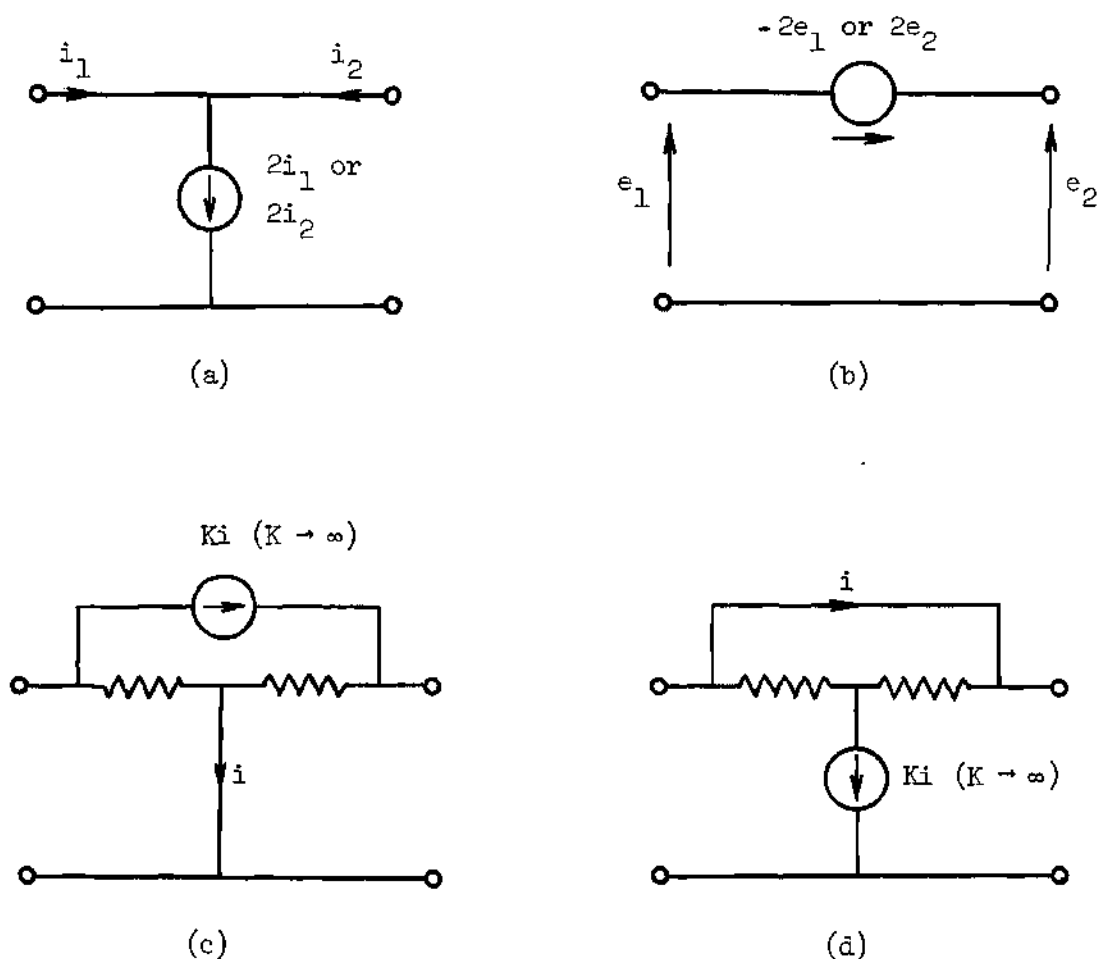 i1
i2
2i1 or
2i2
(a)
-2e1 or 2e2
e1
e2
(b)
Ki (K → ∞)
i
(c)
i
Ki (K → ∞)
(d)